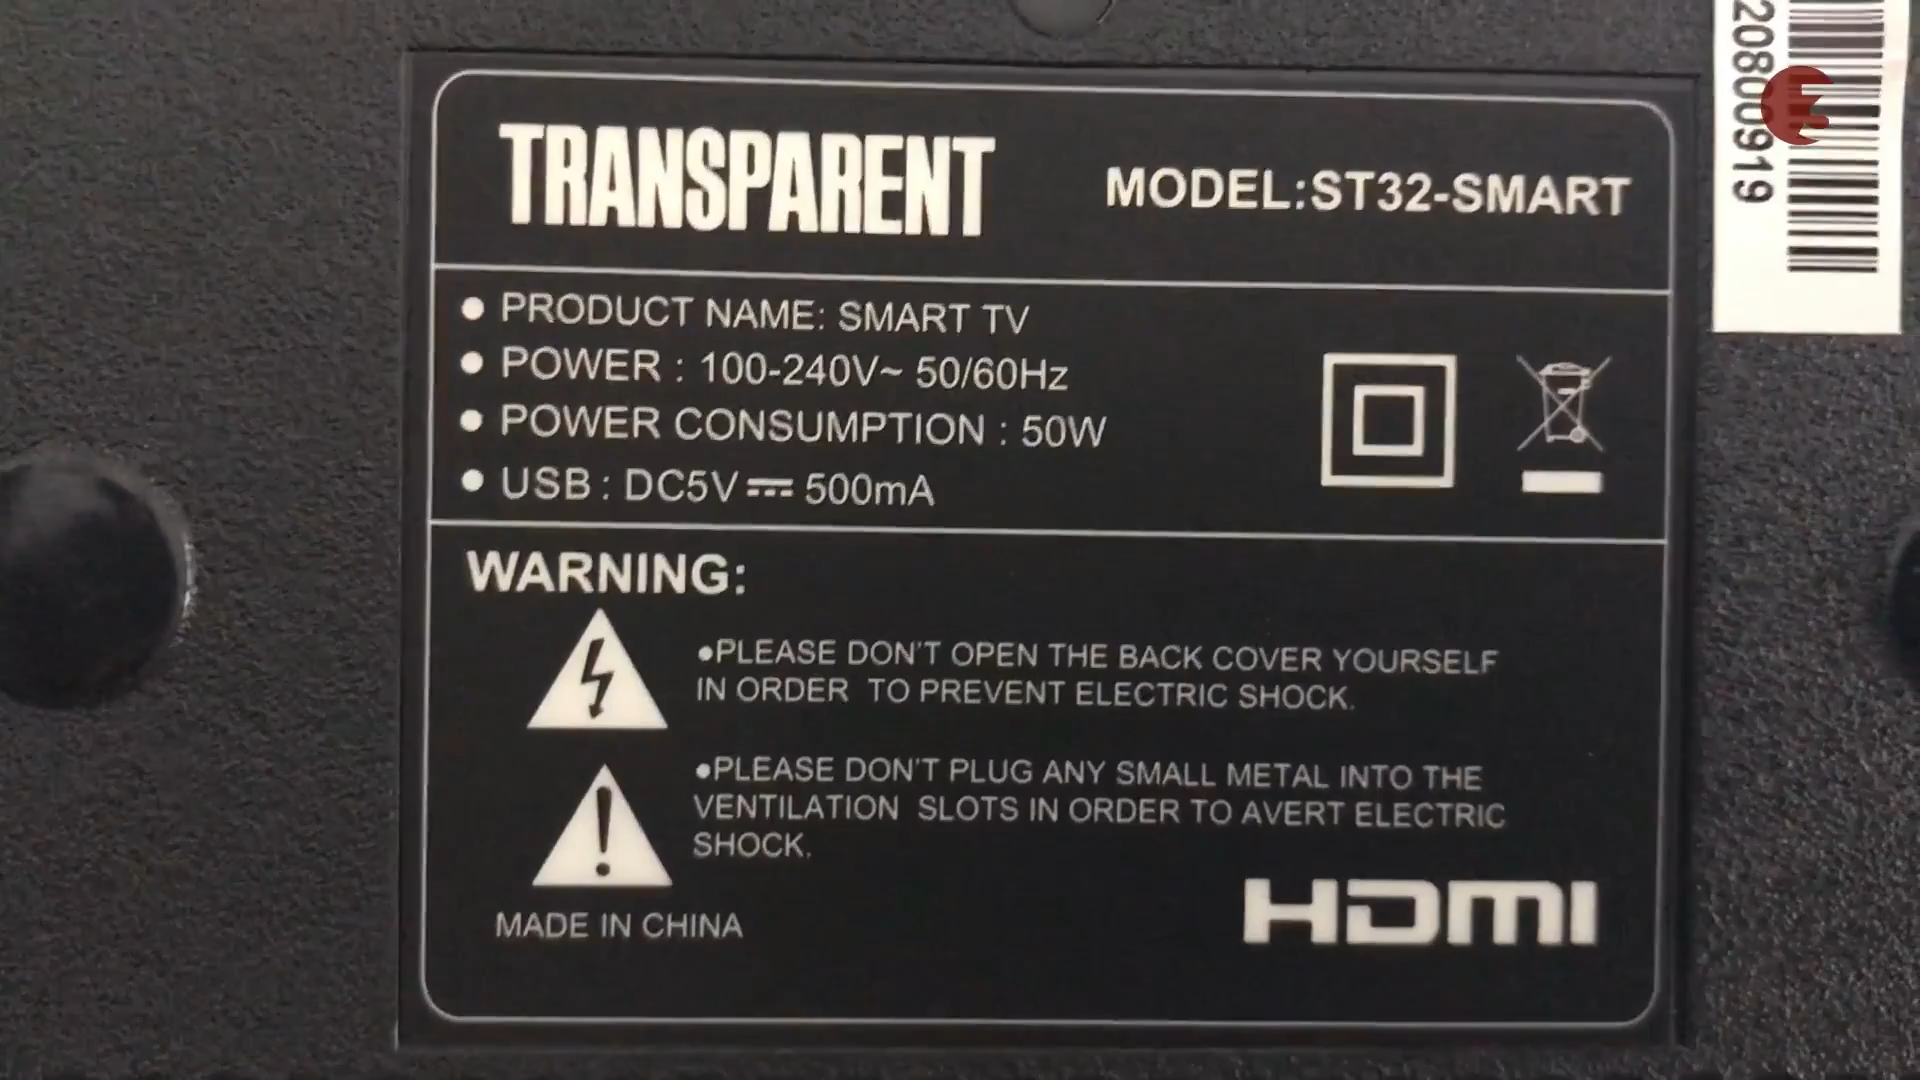 TRANSPARENT
MODEL:ST32-SMART
● PRODUCT NAME: SMART TV
● POWER : 100-240V~ 50/60Hz
● POWER CONSUMPTION : 50W
● USB : DC5V⎓ 500mA
WARNING:
●PLEASE DON'T OPEN THE BACK COVER YOURSELF
IN ORDER TO PREVENT ELECTRIC SHOCK.
●PLEASE DON'T PLUG ANY SMALL METAL INTO THE
VENTILATION SLOTS IN ORDER TO AVERT ELECTRIC
SHOCK.
MADE IN CHINA
HDMI
20800919